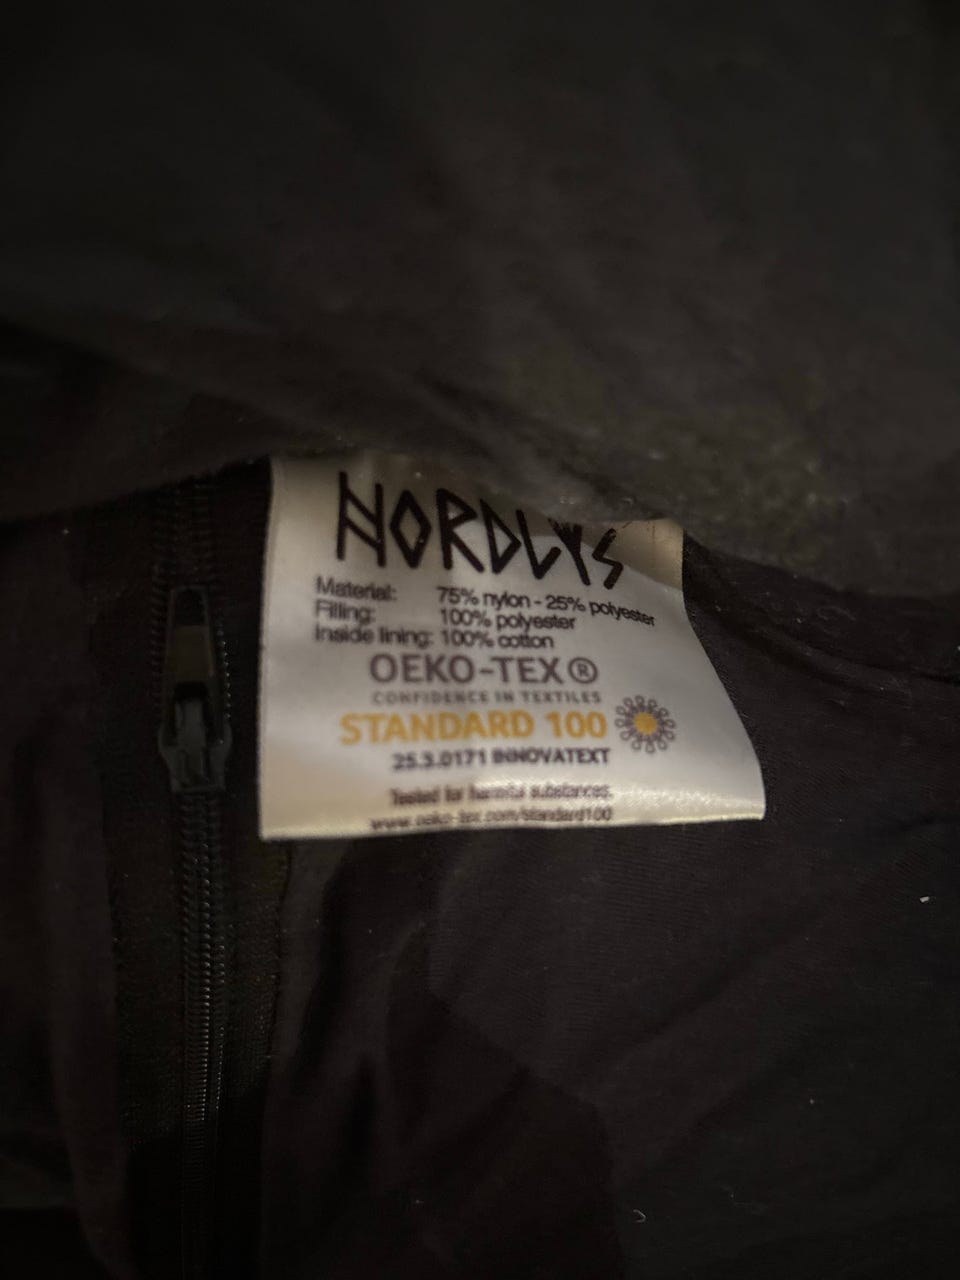 NORDLYS
Material: 75% nylon - 25% polyester
Filling: 100% polyester
Inside lining: 100% cotton
OEKO-TEX®
CONFIDENCE IN TEXTILES
STANDARD 100
25.3.0171 INNOVATEXT
Tested for harmful substances.
www.oeko-tex.com/standard100